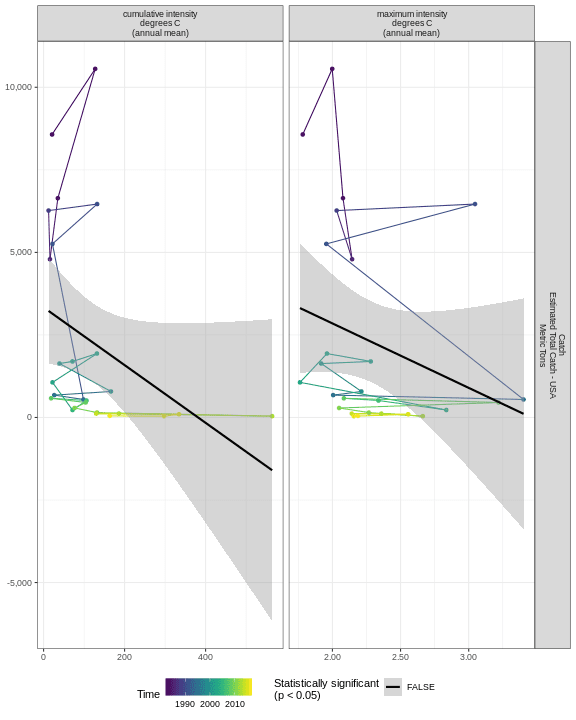 cumulative intensity
degrees C
(annual mean)
maximum intensity
degrees C
(annual mean)
10,000
5,000
0
-5,000
0
200
400
2.00
2.50
3.00
Catch
Estimated Total Catch - USA
Metric Tons
Time
1990
2000
2010
Statistically significant
(p < 0.05)
FALSE